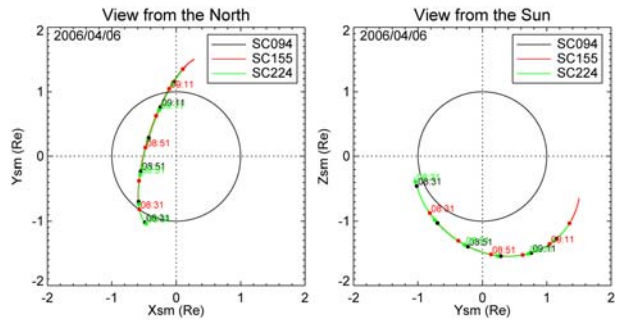 View from the North
2006/04/06
SC094
SC155
SC224
09:11
09:11
08:51
08:51
08:31
08:31
Ysm (Re)
2
1
0
-1
-2
-2 -1 0 1 2
Xsm (Re)
View from the Sun
2006/04/06
SC094
SC155
SC224
08:31
08:31
08:31
08:51
08:51
09:11
09:11
Zsm (Re)
2
1
0
-1
-2
-2 -1 0 1 2
Ysm (Re)